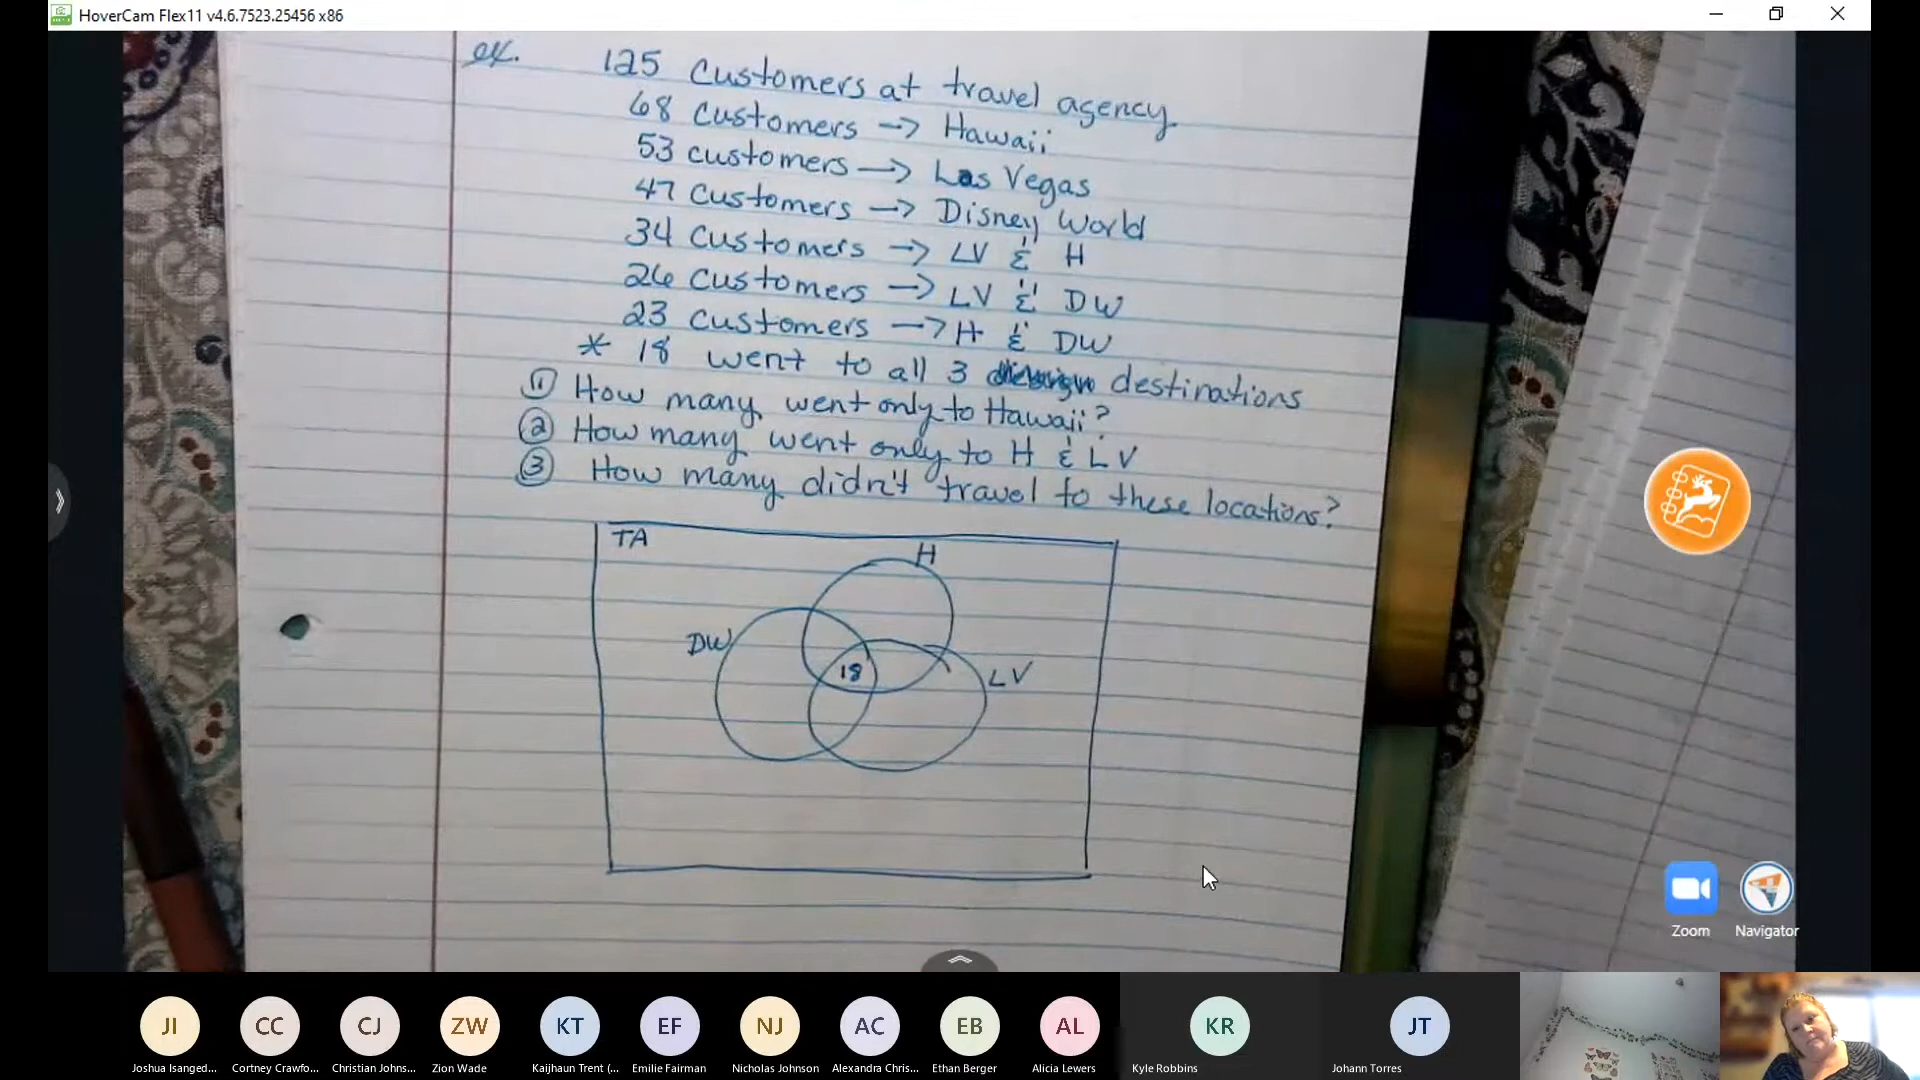 HoverCam Flex11 v4.6.7523.25456 x86
ex. 125 Customers at travel agency
68 Customers → Hawaii
53 customers → Las Vegas
47 Customers → Disney World
34 Customers → LV & H
26 Customers → LV & DW
23 Customers → H & DW
* 18 went to all 3 destinations
① How many went only to Hawaii?
② How many went only to H & LV
③ How many didn't travel to these locations?
TA
H
DW
18
LV
Zoom
Navigator
JI
CC
CJ
ZW
KT
EF
NJ
AC
EB
AL
KR
JT
Joshua Isanged...
Cortney Crawfo...
Christian Johns...
Zion Wade
Kaijhaun Trent (...
Emilie Fairman
Nicholas Johnson
Alexandra Chris...
Ethan Berger
Alicia Lewers
Kyle Robbins
Johann Torres